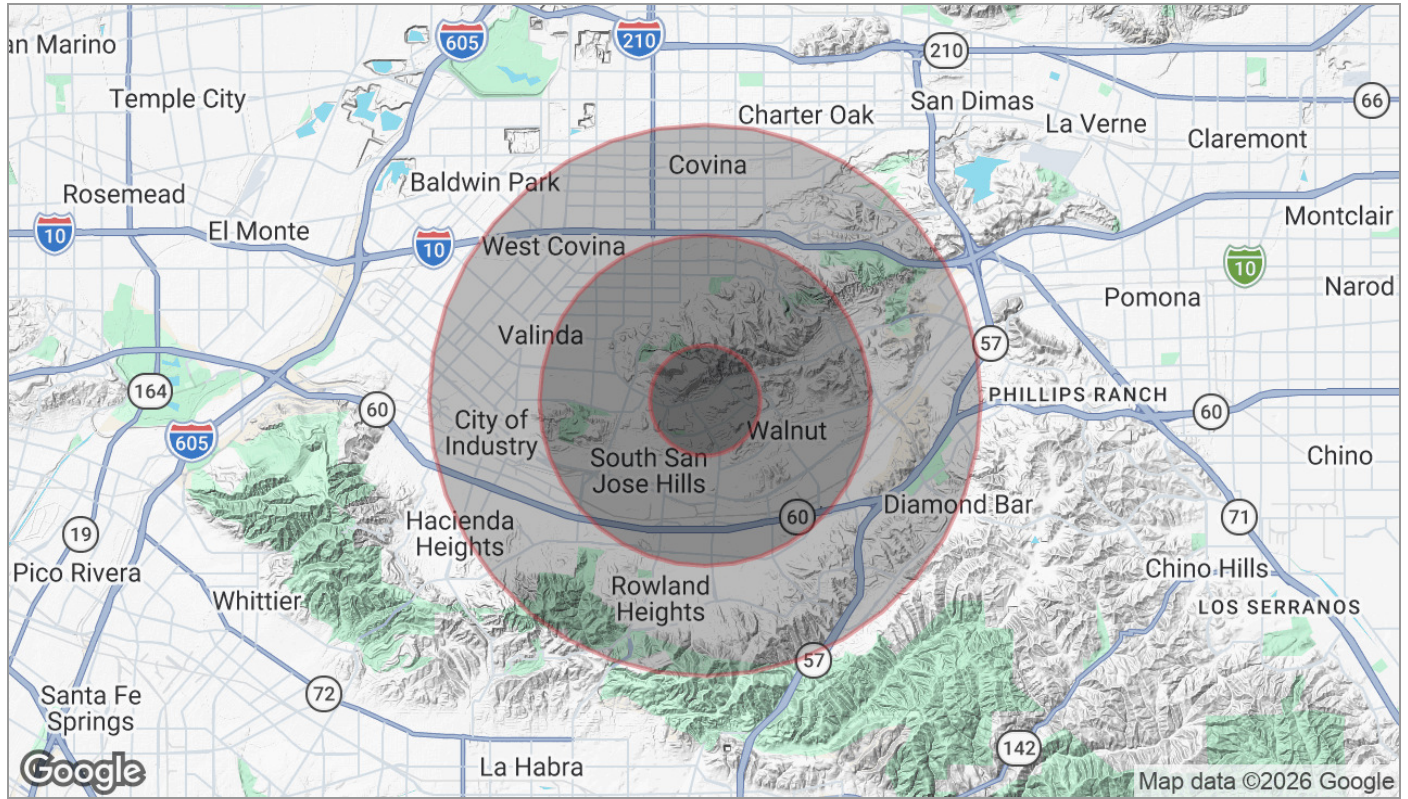 605
210
210
an Marino
Temple City
Charter Oak
San Dimas
66
La Verne
Claremont
Covina
Rosemead
Baldwin Park
10
El Monte
10
West Covina
Montclair
10
Pomona
Narod
Valinda
57
164
60
PHILLIPS RANCH
60
605
City of
Industry
Walnut
South San
Jose Hills
Chino
Hacienda
Heights
60
Diamond Bar
71
19
Pico Rivera
Whittier
Rowland
Heights
Chino Hills
LOS SERRANOS
57
72
Santa Fe
Springs
142
La Habra
Google
Map data ©2026 Google